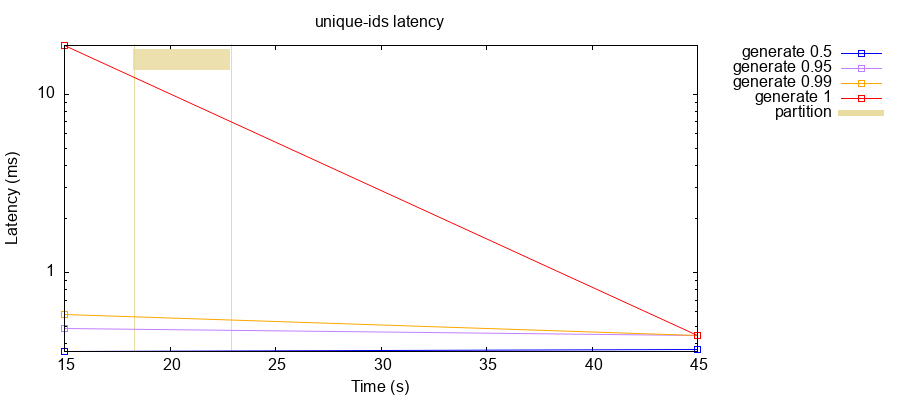 unique-ids latency
generate 0.5
generate 0.95
generate 0.99
generate 1
partition
10
1
Latency (ms)
15 20 25 30 35 40 45
Time (s)